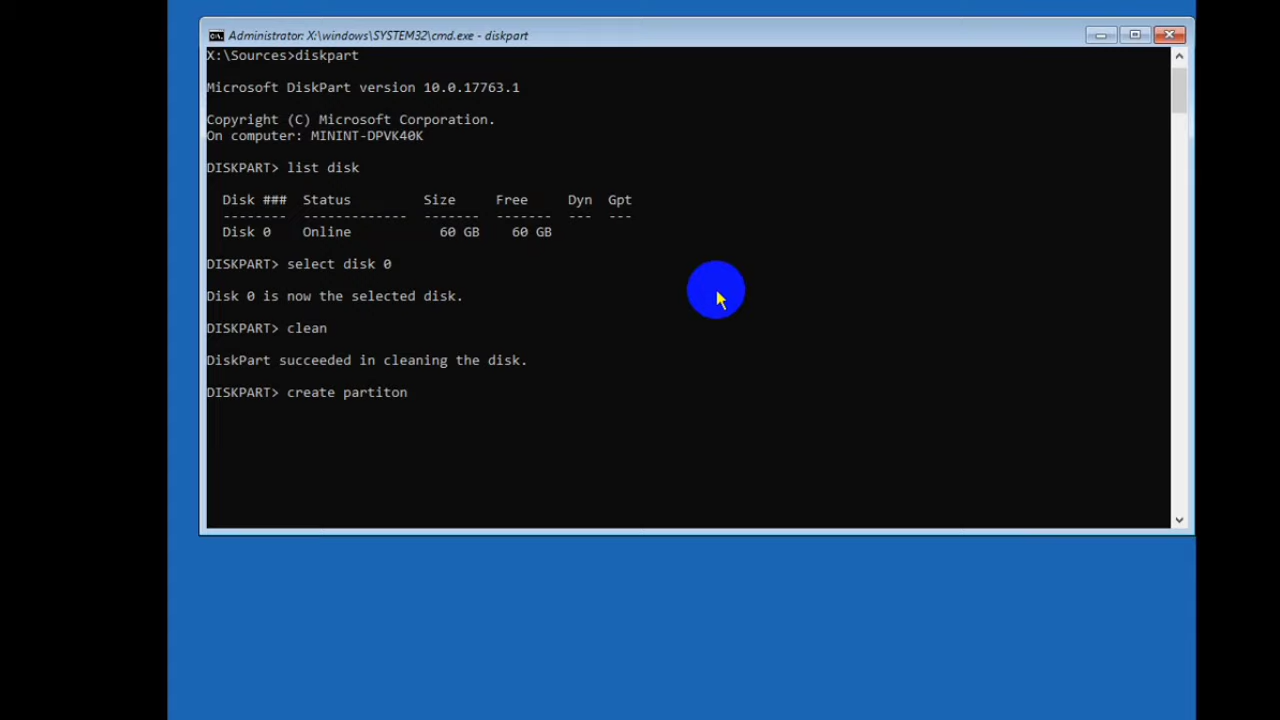 Administrator: X:\windows\SYSTEM32\cmd.exe - diskpart
X:\Sources>diskpart
Microsoft DiskPart version 10.0.17763.1
Copyright (C) Microsoft Corporation.
On computer: MININT-DPVK40K
DISKPART> list disk
Disk ### Status Size Free Dyn Gpt
-------- ------------- ------- ------- --- ---
Disk 0 Online 60 GB 60 GB
DISKPART> select disk 0
Disk 0 is now the selected disk.
DISKPART> clean
DiskPart succeeded in cleaning the disk.
DISKPART> create partiton